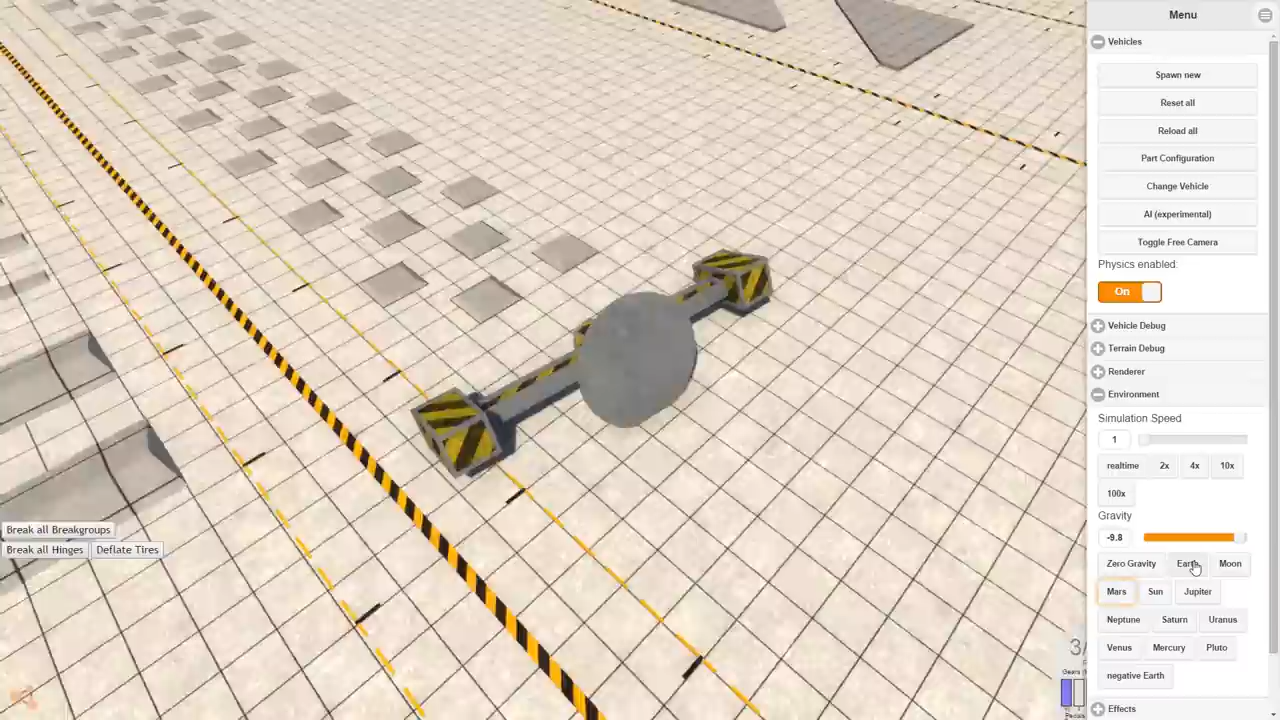 Menu
Vehicles
Spawn new
Reset all
Reload all
Part Configuration
Change Vehicle
AI (experimental)
Toggle Free Camera
Physics enabled:
On
Vehicle Debug
Terrain Debug
Renderer
Environment
Simulation Speed
1
realtime 2x 4x 10x
100x
Gravity
-9.8
Zero Gravity Earth Moon
Mars Sun Jupiter
Neptune Saturn Uranus
Venus Mercury Pluto
negative Earth
Effects
Break all Breakgroups
Break all Hinges Deflate Tires
3/
Gears